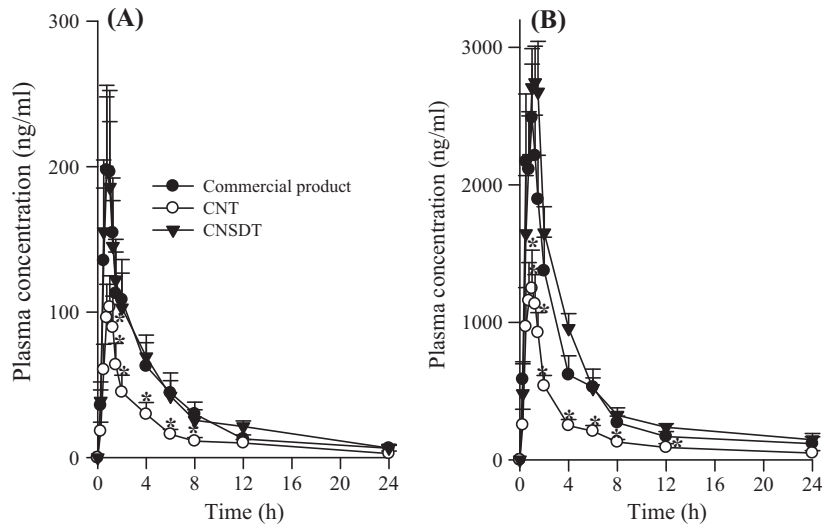 (A)
(B)
Plasma concentration (ng/ml)
300
200
100
0
Commercial product
CNT
CNSDT
* * * * * *
0 4 8 12 16 20 24
Time (h)
Plasma concentration (ng/ml)
3000
2000
1000
0
* * * * * * * *
0 4 8 12 16 20 24
Time (h)